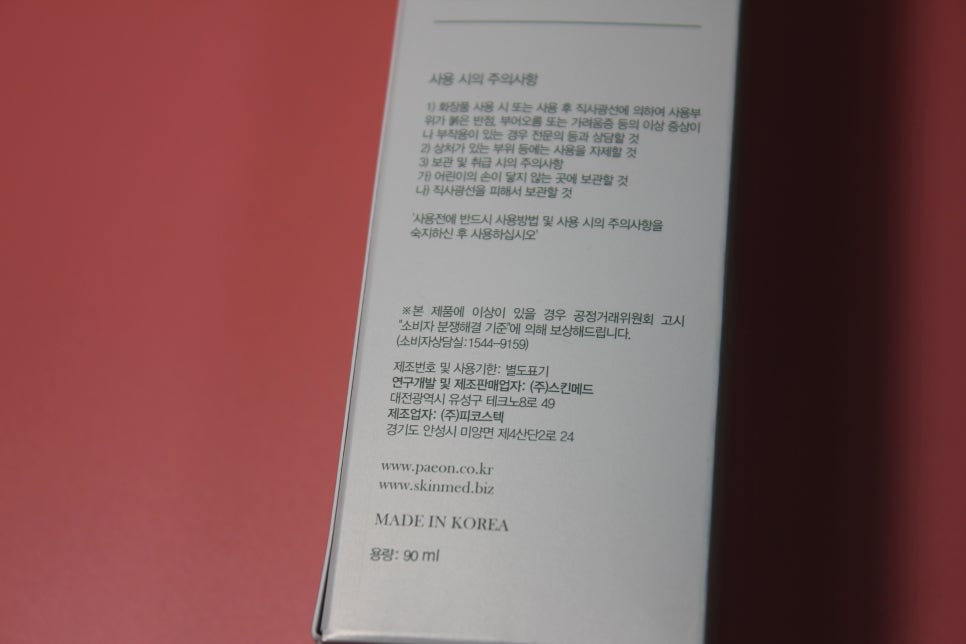 사용 시의 주의사항
1) 화장품 사용 시 또는 사용 후 직사광선에 의하여 사용부
위가 붉은 반점, 부어오름 또는 가려움증 등의 이상 증상이
나 부작용이 있는 경우 전문의 등과 상담할 것
2) 상처가 있는 부위 등에는 사용을 자제할 것
3) 보관 및 취급 시의 주의사항
가) 어린이의 손이 닿지 않는 곳에 보관할 것
나) 직사광선을 피해서 보관할 것
'사용전에 반드시 사용방법 및 사용 시의 주의사항을
숙지하신 후 사용하십시오'
※본 제품에 이상이 있을 경우 공정거래위원회 고시
"소비자 분쟁해결 기준"에 의해 보상해드립니다.
(소비자상담실:1544-9159)
제조번호 및 사용기한: 별도표기
연구개발 및 제조판매업자: (주)스킨메드
대전광역시 유성구 테크노8로 49
제조업자: (주)피코스텍
경기도 안성시 미양면 제4산단2로 24
www.paeon.co.kr
www.skinmed.biz
MADE IN KOREA
용량: 90 ml